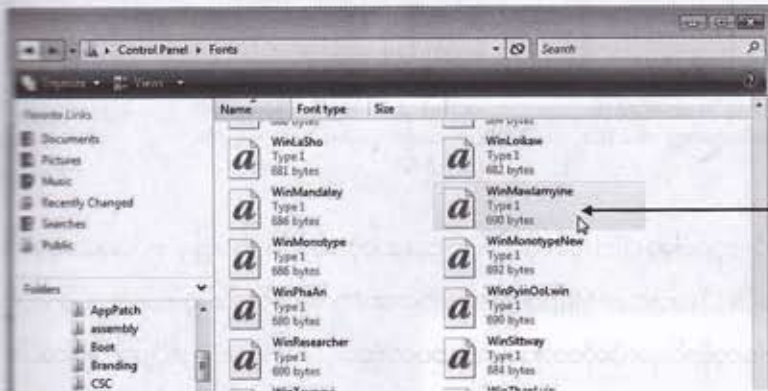 Control Panel ▸ Fonts
Search
Views
Favorite Links
Name Font type Size
Documents
Pictures
Music
Recently Changed
Searches
Public
Folders
AppPatch
assembly
Boot
Branding
CSC
WinLaSho
Type 1
681 bytes
WinLoikaw
Type 1
682 bytes
WinMandaley
Type 1
686 bytes
WinMawlamyine
Type 1
690 bytes
WinMonotype
Type 1
686 bytes
WinMonotypeNew
Type 1
692 bytes
WinPhaAn
Type 1
680 bytes
WinPyinOoLwin
Type 1
690 bytes
WinResearcher
Type 1
690 bytes
WinSittway
Type 1
684 bytes